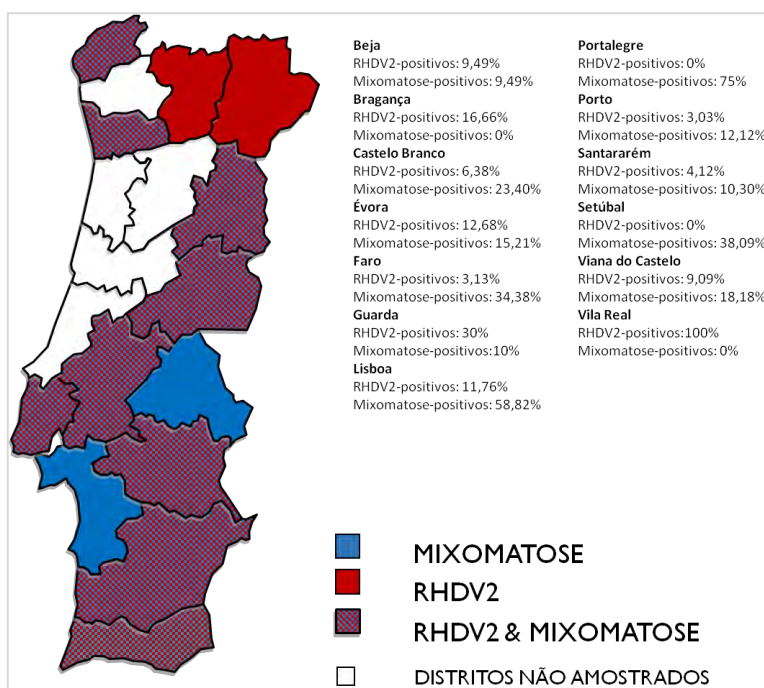 Beja
RHDV2-positivos: 9,49%
Mixomatose-positivos: 9,49%
Bragança
RHDV2-positivos: 16,66%
Mixomatose-positivos: 0%
Castelo Branco
RHDV2-positivos: 6,38%
Mixomatose-positivos: 23,40%
Évora
RHDV2-positivos: 12,68%
Mixomatose-positivos: 15,21%
Faro
RHDV2-positivos: 3,13%
Mixomatose-positivos: 34,38%
Guarda
RHDV2-positivos: 30%
Mixomatose-positivos:10%
Lisboa
RHDV2-positivos: 11,76%
Mixomatose-positivos: 58,82%
Portalegre
RHDV2-positivos: 0%
Mixomatose-positivos: 75%
Porto
RHDV2-positivos: 3,03%
Mixomatose-positivos: 12,12%
Santararém
RHDV2-positivos: 4,12%
Mixomatose-positivos: 10,30%
Setúbal
RHDV2-positivos: 0%
Mixomatose-positivos: 38,09%
Viana do Castelo
RHDV2-positivos: 9,09%
Mixomatose-positivos: 18,18%
Vila Real
RHDV2-positivos:100%
Mixomatose-positivos: 0%
MIXOMATOSE
RHDV2
RHDV2 & MIXOMATOSE
DISTRITOS NÃO AMOSTRADOS